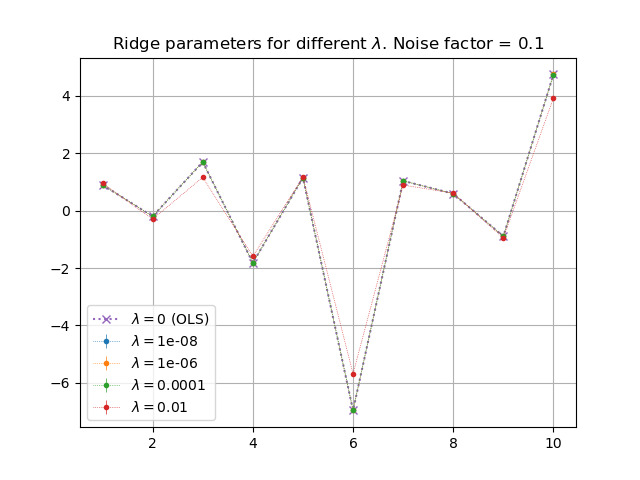 Ridge parameters for different λ. Noise factor = 0.1
4
2
0
−2
−4
−6
λ = 0 (OLS)
λ = 1e-08
λ = 1e-06
λ = 0.0001
λ = 0.01
2 4 6 8 10